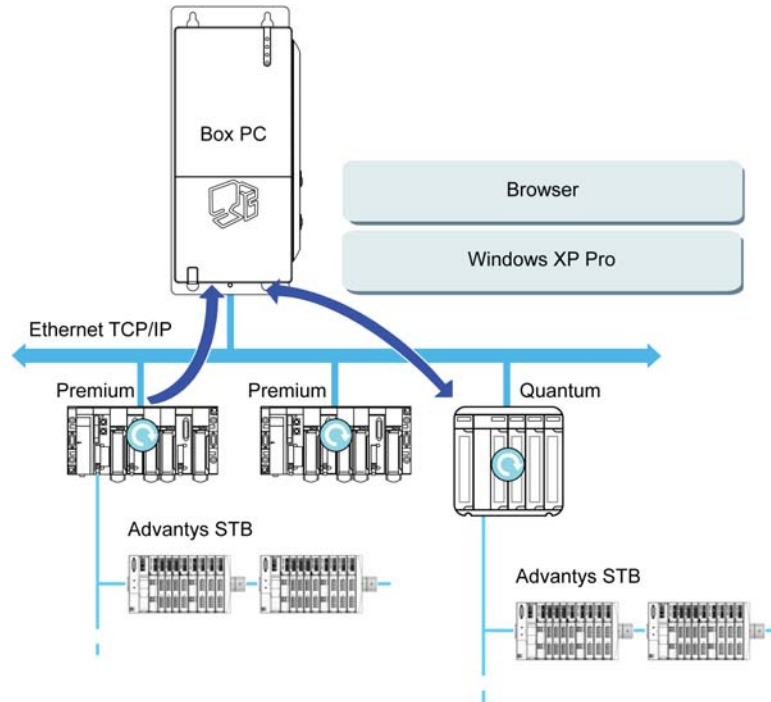 Box PC
Browser
Windows XP Pro
Ethernet TCP/IP
Premium
Premium
Quantum
Advantys STB
Advantys STB